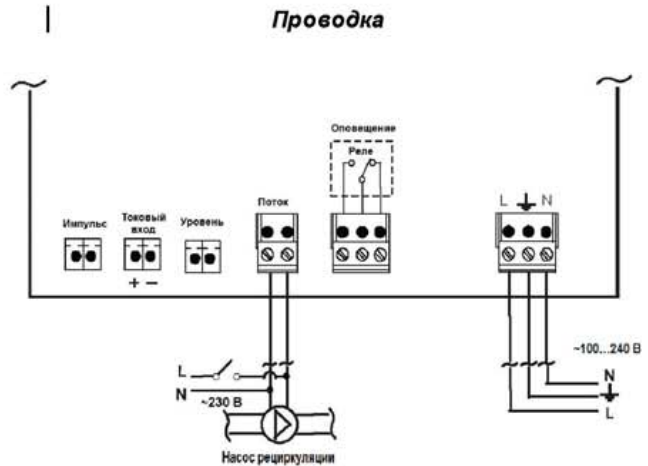 Проводка
Оповещение
Реле
Импульс
Токовый
вход
Уровень
Поток
L N
+ −
~100...240 В
L
N
~230 В
N
L
Насос рециркуляции